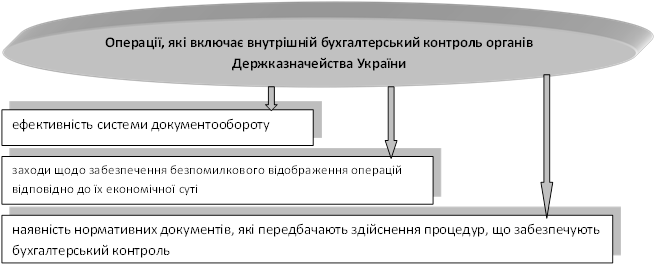 Операції, які включає внутрішній бухгалтерський контроль органів
Держказначейства України
ефективність системи документообороту
заходи щодо забезпечення безпомилкового відображення операцій
відповідно до їх економічної суті
наявність нормативних документів, які передбачають здійснення процедур, що забезпечують
бухгалтерський контроль